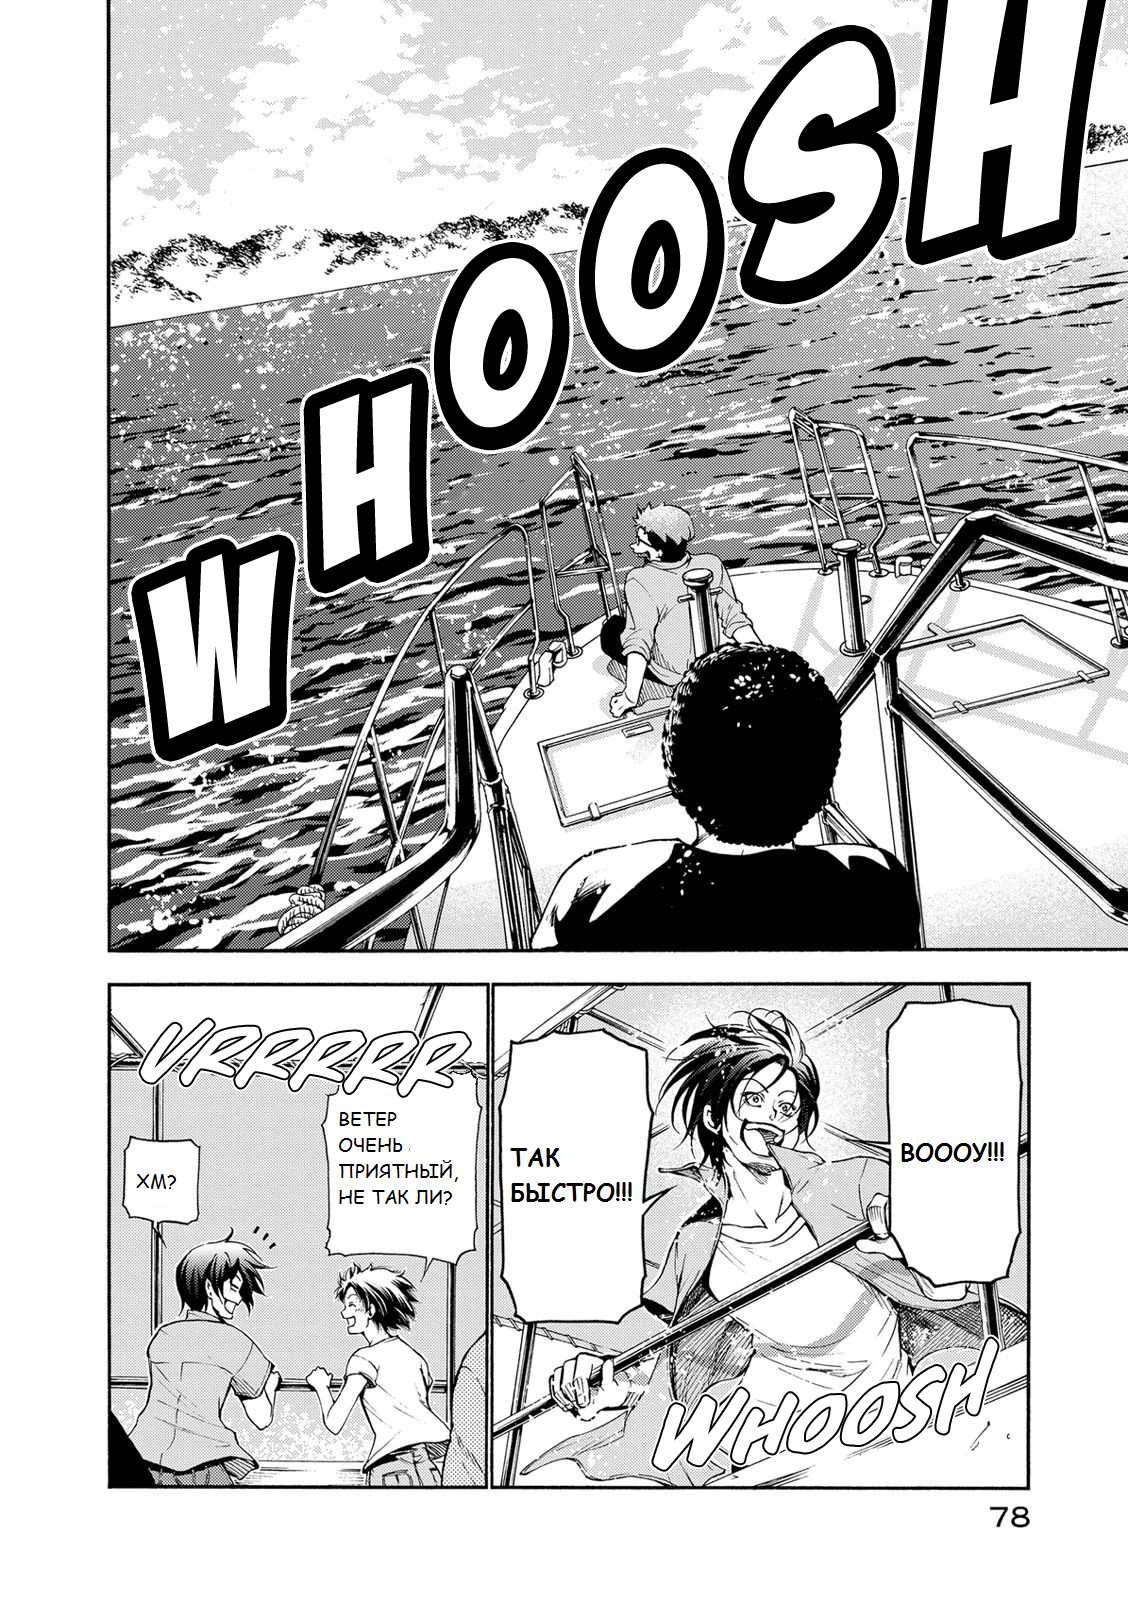 WHOOSH
ВОООУ!!!
ТАК
БЫСТРО!!!
WHOOSH
VRRRRR
ВЕТЕР
ОЧЕНЬ
ПРИЯТНЫЙ,
НЕ ТАК ЛИ?
ХМ?
78